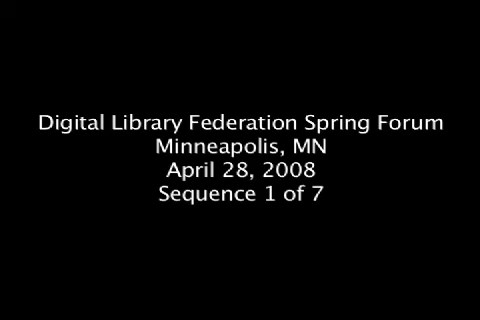 Digital Library Federation Spring Forum
Minneapolis, MN
April 28, 2008
Sequence 1 of 7